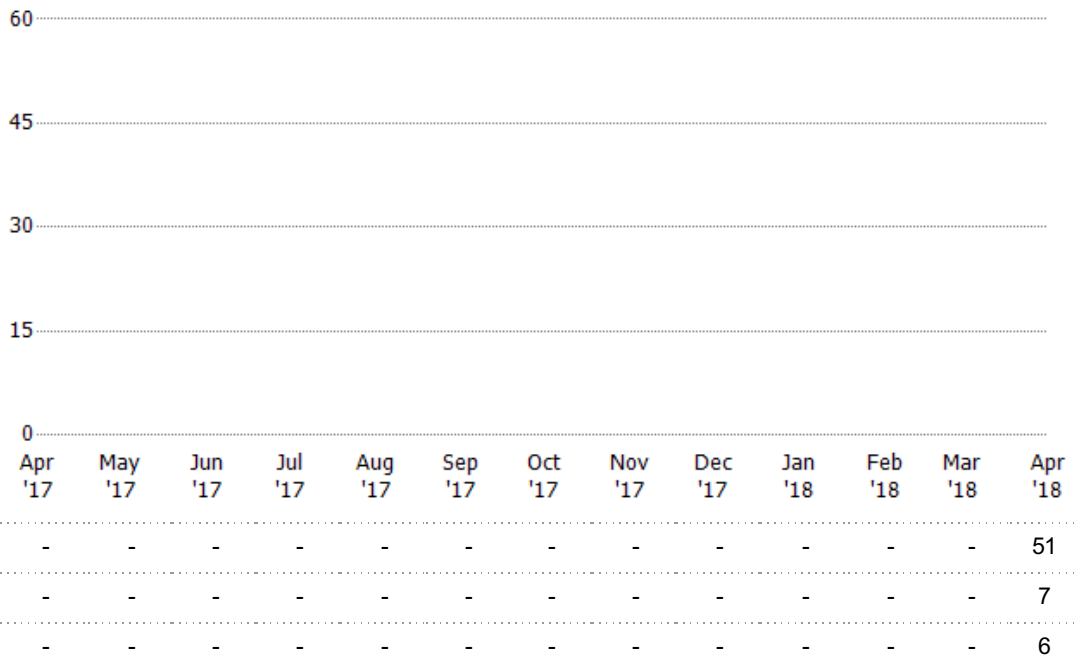 60
45
30
15
0
Apr May Jun Jul Aug Sep Oct Nov Dec Jan Feb Mar Apr
'17 '17 '17 '17 '17 '17 '17 '17 '17 '18 '18 '18 '18
- - - - - - - - - - - - 51
- - - - - - - - - - - - 7
- - - - - - - - - - - - 6